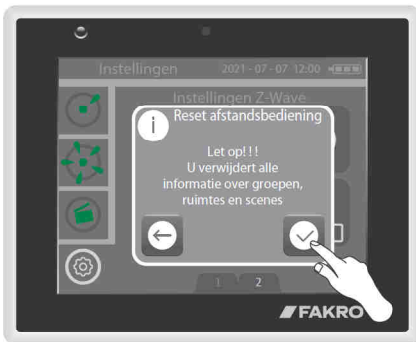 Instellingen 2021-07-07 12:00
Instellingen Z-Wave
Reset afstandsbediening
Let op!!!
U verwijdert alle
informatie over groepen,
ruimtes en scenes
1 2
FAKRO